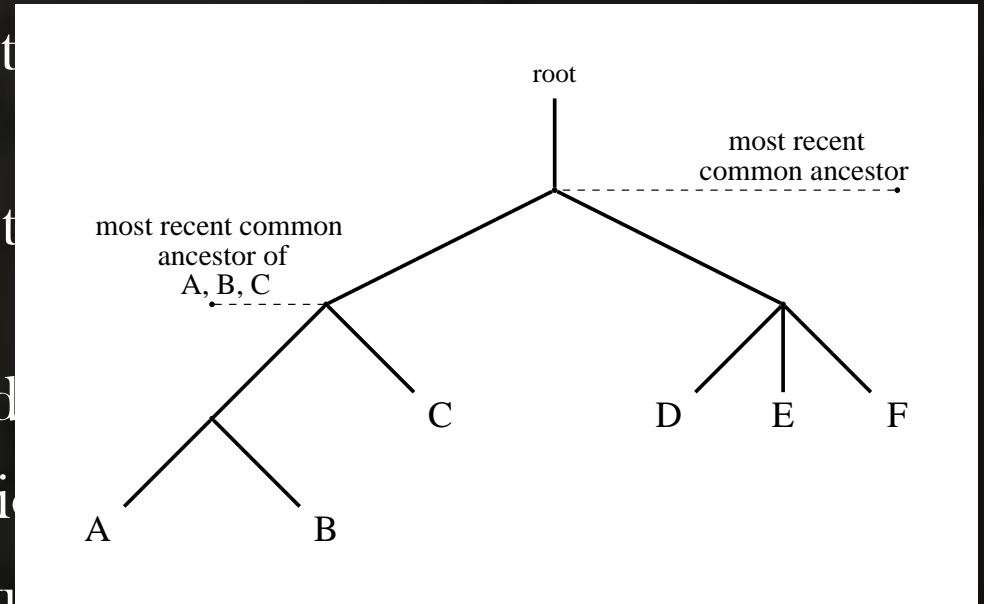 root
most recent
common ancestor
most recent common
ancestor of
A, B, C
C
D
E
F
A
B